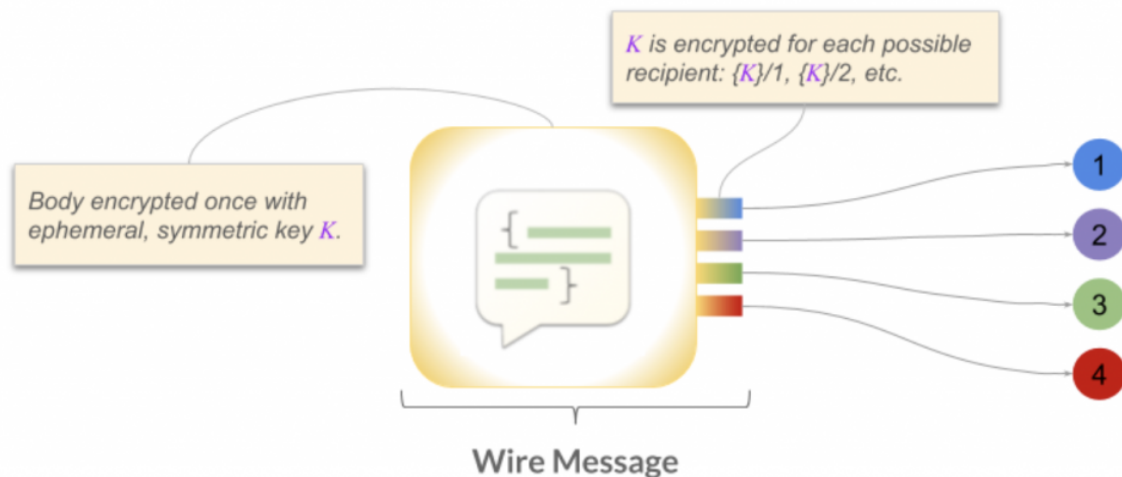 K is encrypted for each possible
recipient: {K}/1, {K}/2, etc.
Body encrypted once with
ephemeral, symmetric key K.
1
2
3
4
Wire Message